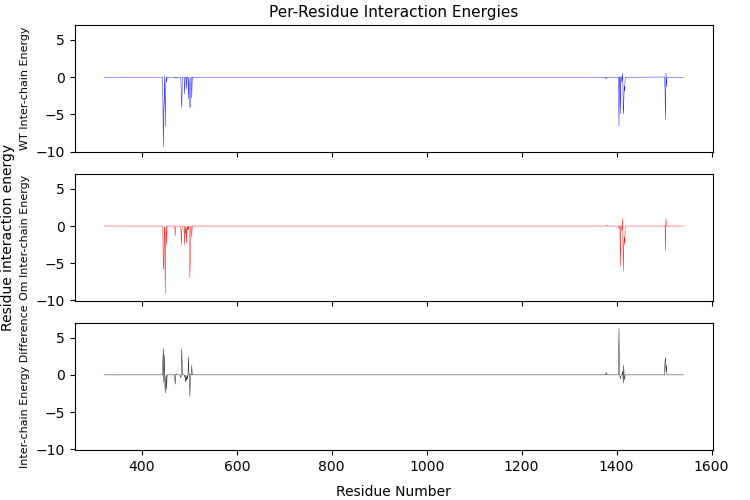 Per-Residue Interaction Energies
Residue interaction energy
WT Inter-chain Energy
5
0
−5
−10
Om Inter-chain Energy
5
0
−5
−10
Inter-chain Energy Difference
5
0
−5
−10
400 600 800 1000 1200 1400 1600
Residue Number